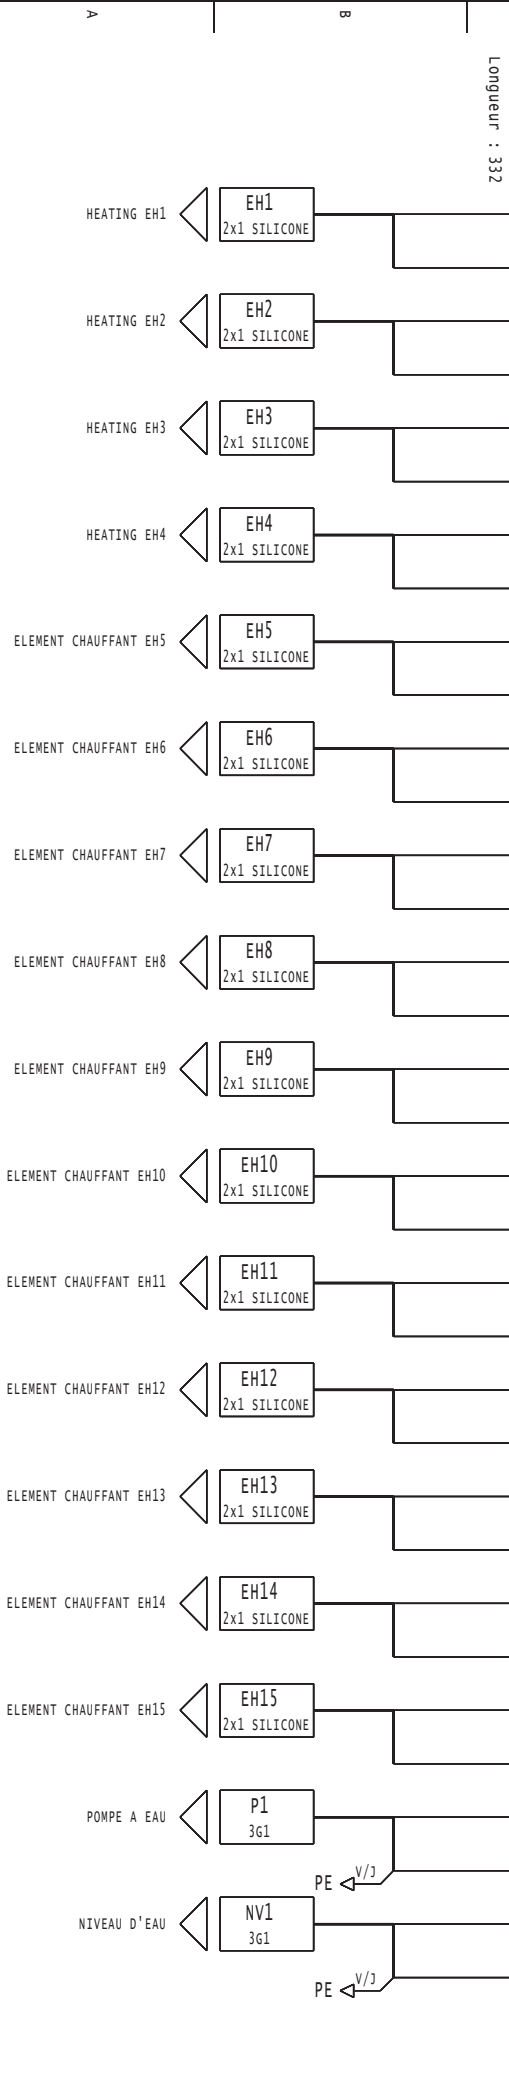 A
B
Longueur : 332
HEATING EH1
EH1
2x1 SILICONE
HEATING EH2
EH2
2x1 SILICONE
HEATING EH3
EH3
2x1 SILICONE
HEATING EH4
EH4
2x1 SILICONE
ELEMENT CHAUFFANT EH5
EH5
2x1 SILICONE
ELEMENT CHAUFFANT EH6
EH6
2x1 SILICONE
ELEMENT CHAUFFANT EH7
EH7
2x1 SILICONE
ELEMENT CHAUFFANT EH8
EH8
2x1 SILICONE
ELEMENT CHAUFFANT EH9
EH9
2x1 SILICONE
ELEMENT CHAUFFANT EH10
EH10
2x1 SILICONE
ELEMENT CHAUFFANT EH11
EH11
2x1 SILICONE
ELEMENT CHAUFFANT EH12
EH12
2x1 SILICONE
ELEMENT CHAUFFANT EH13
EH13
2x1 SILICONE
ELEMENT CHAUFFANT EH14
EH14
2x1 SILICONE
ELEMENT CHAUFFANT EH15
EH15
2x1 SILICONE
POMPE A EAU
P1
3G1
PE
V/J
NIVEAU D'EAU
NV1
3G1
PE
V/J